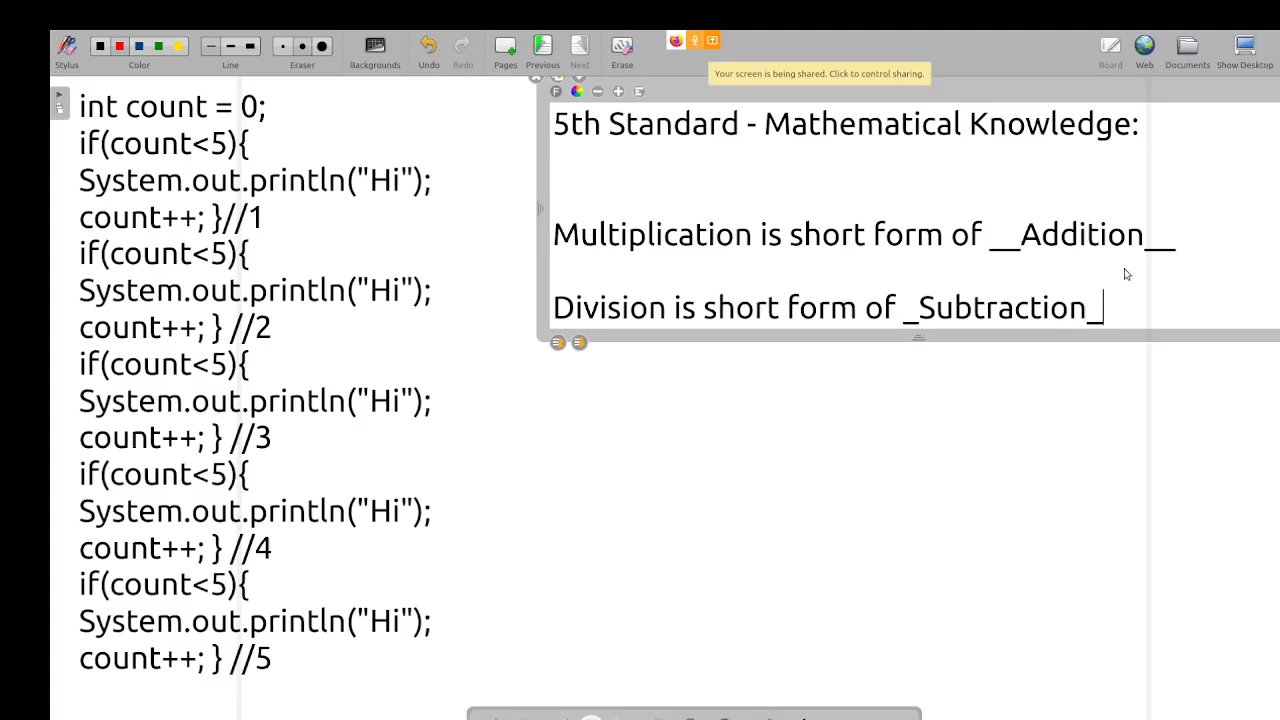 Stylus
Color
Line
Eraser
Backgrounds
Undo
Redo
Pages
Previous
Next
Erase
Board
Web
Documents
Show Desktop
Your screen is being shared. Click to control sharing.
int count = 0;
if(count<5){
System.out.println("Hi");
count++; }//1
if(count<5){
System.out.println("Hi");
count++; } //2
if(count<5){
System.out.println("Hi");
count++; } //3
if(count<5){
System.out.println("Hi");
count++; } //4
if(count<5){
System.out.println("Hi");
count++; } //5
F
5th Standard - Mathematical Knowledge:
Multiplication is short form of __Addition__
Division is short form of _Subtraction_